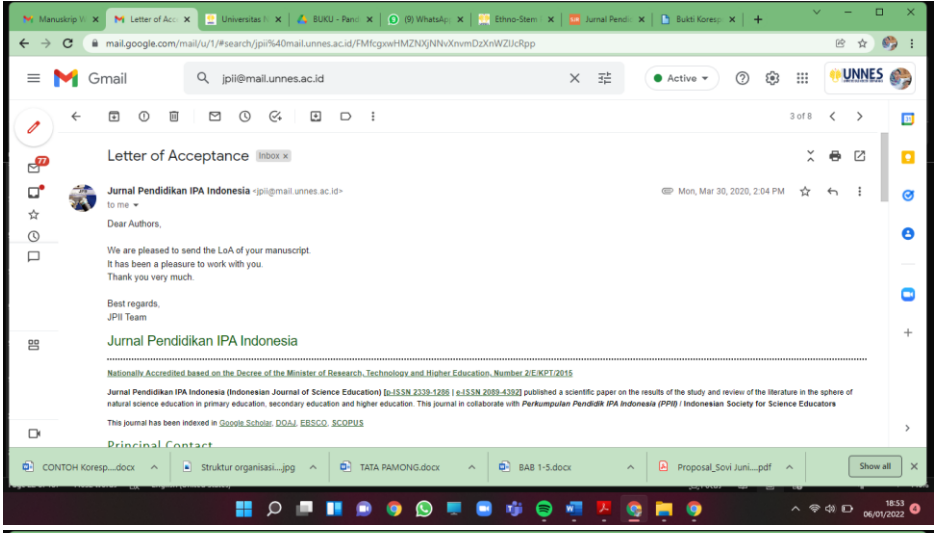 Manuskrip W
Letter of Acc
Universitas N
BUKU - Pand
(9) WhatsAp
Ethno-Stem
Jurnal Pendic
Bukti Koresp
mail.google.com/mail/u/1/#search/jpii%40mail.unnes.ac.id/FMfcgxwHMZNXjNNvXnvmDzXnWZlJcRpp
Gmail
jpii@mail.unnes.ac.id
Active
UNNES
3 of 8
77
Letter of Acceptance Inbox x
Jurnal Pendidikan IPA Indonesia <jpii@mail.unnes.ac.id>
Mon, Mar 30, 2020, 2:04 PM
to me
Dear Authors,
We are pleased to send the LoA of your manuscript.
It has been a pleasure to work with you.
Thank you very much.
Best regards,
JPII Team
Jurnal Pendidikan IPA Indonesia
Nationally Accredited based on the Decree of the Minister of Research, Technology and Higher Education, Number 2/E/KPT/2015
Jurnal Pendidikan IPA Indonesia (Indonesian Journal of Science Education) [p-ISSN 2339-1286 | e-ISSN 2089-4392] published a scientific paper on the results of the study and review of the literature in the sphere of
natural science education in primary education, secondary education and higher education. This journal in collaborate with Perkumpulan Pendidik IPA Indonesia (PPII) / Indonesian Society for Science Educators
This journal has been indexed in Google Scholar, DOAJ, EBSCO, SCOPUS
Principal Contact
CONTOH Koresp....docx
Struktur organisasi....jpg
TATA PAMONG.docx
BAB 1-5.docx
Proposal_Sovi Juni....pdf
Show all
18:53
06/01/2022
4